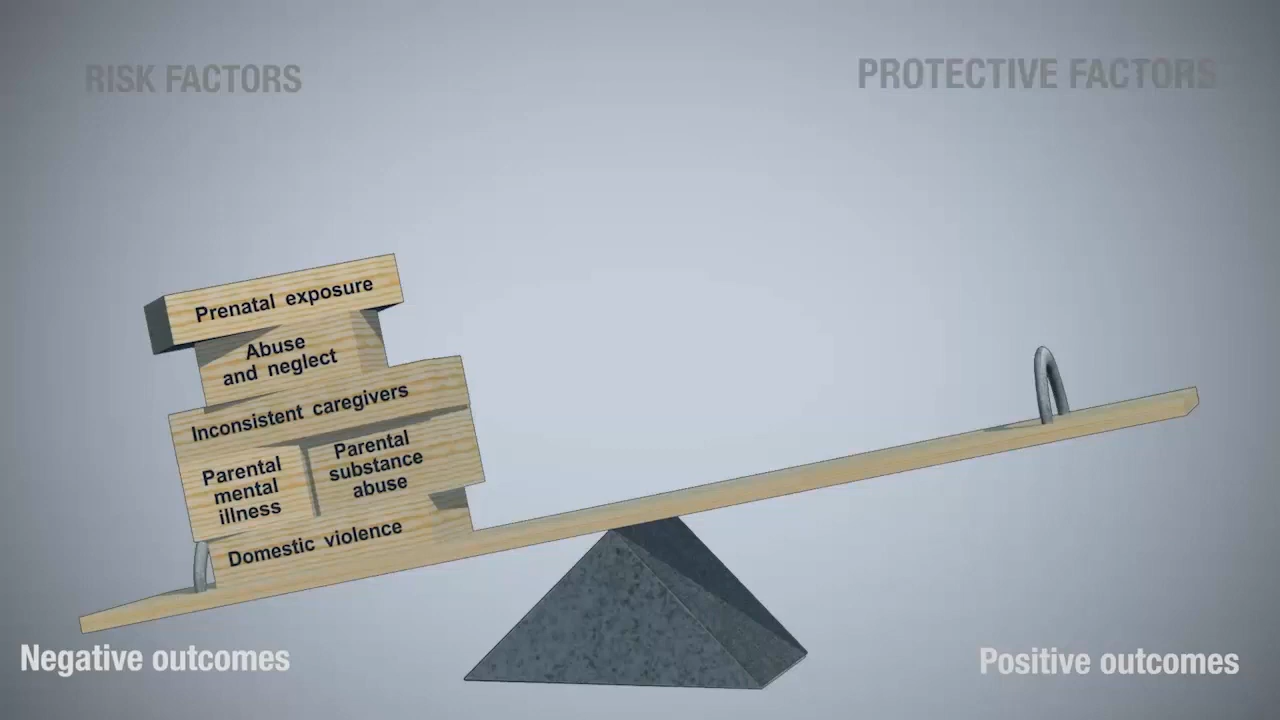 RISK FACTORS
PROTECTIVE FACTORS
Prenatal exposure
Abuse
and neglect
Inconsistent caregivers
Parental
mental
illness
Parental
substance
abuse
Domestic violence
Negative outcomes
Positive outcomes